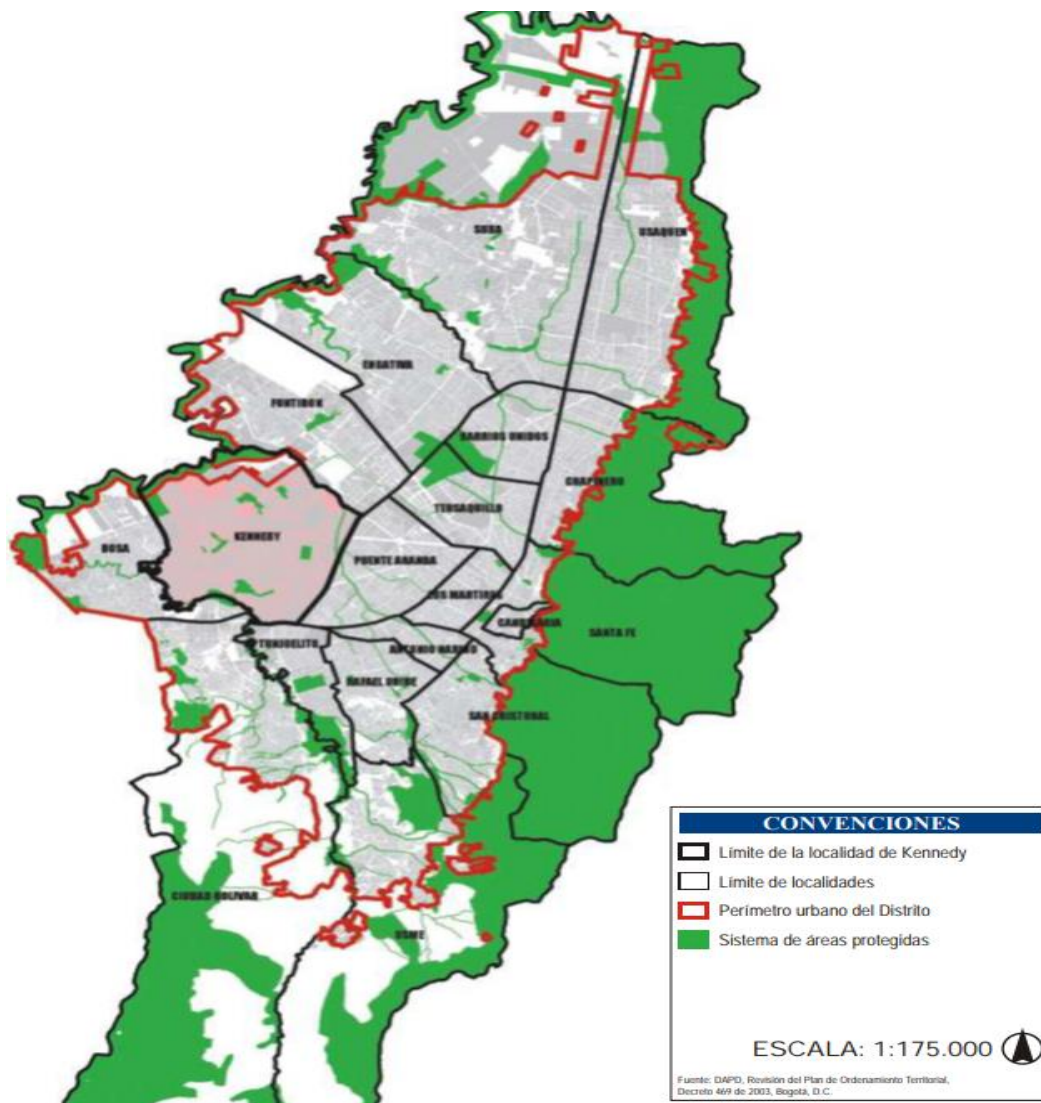 SUBA
USAQUEN
ENGATIVA
FONTIBON
BARRIOS UNIDOS
CHAPINERO
TEUSAQUILLO
KENNEDY
BOSA
PUENTE ARANDA
LOS MARTIRES
CANDELARIA
SANTA FE
TUNJUELITO
ANTONIO NARIÑO
RAFAEL URIBE
SAN CRISTOBAL
CIUDAD BOLIVAR
USME
CONVENCIONES
Límite de la localidad de Kennedy
Límite de localidades
Perímetro urbano del Distrito
Sistema de áreas protegidas
ESCALA: 1:175.000
Fuente: DAPD, Revisión del Plan de Ordenamiento Territorial,
Decreto 469 de 2003, Bogotá, D.C.